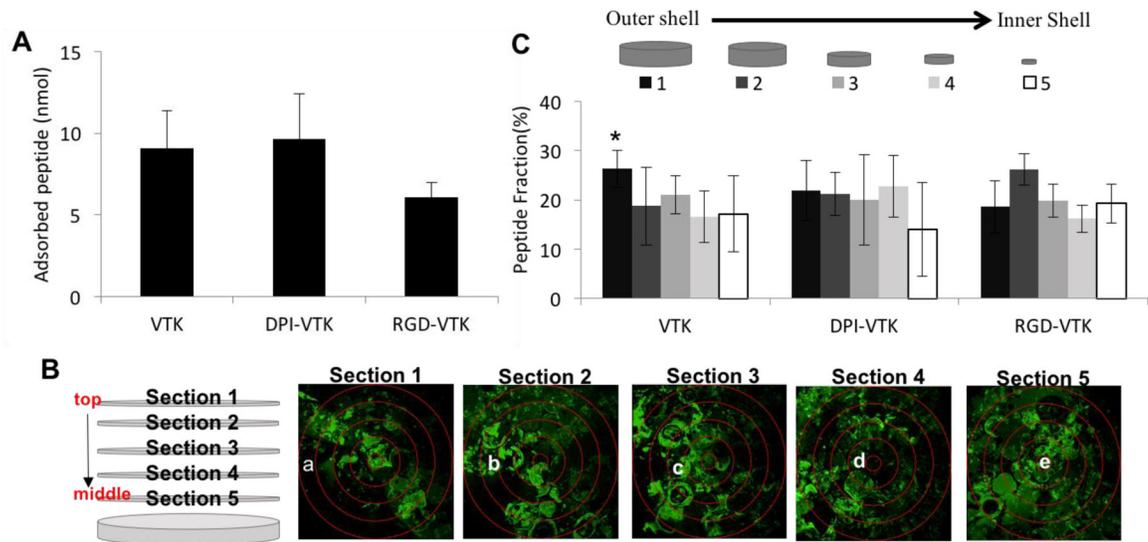 A
15
10
5
0
Adsorbed peptide (nmol)
VTK
DPI-VTK
RGD-VTK
C
Outer shell
Inner Shell
1
2
3
4
5
40
30
20
10
0
Peptide Fraction(%)
*
VTK
DPI-VTK
RGD-VTK
B
top
middle
Section 1
Section 2
Section 3
Section 4
Section 5
Section 1
Section 2
Section 3
Section 4
Section 5
a
b
c
d
e